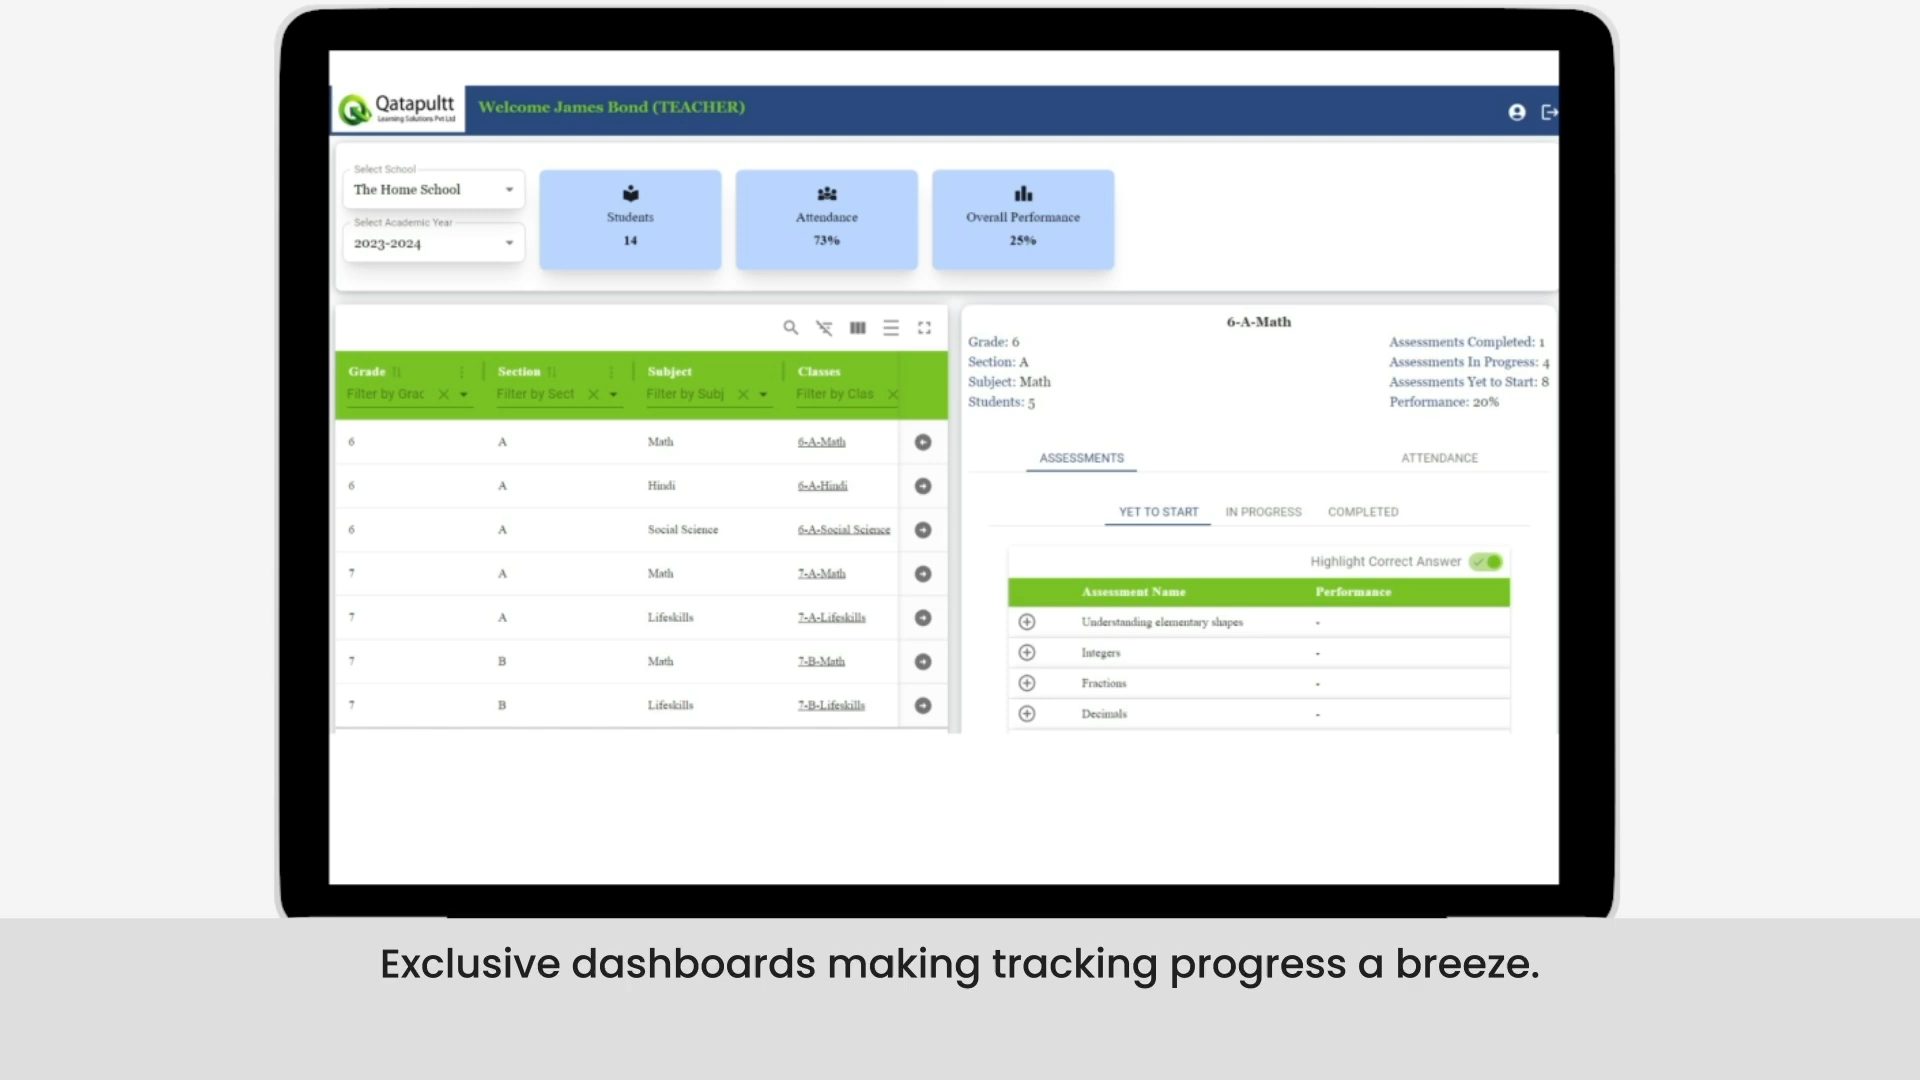 Qatapultt
Learning Solutions Pvt Ltd
Welcome James Bond (TEACHER)
Select School
The Home School
Select Academic Year
2023-2024
Students
14
Attendance
73%
Overall Performance
25%
Grade Section Subject Classes
Filter by Grac Filter by Sect Filter by Subj Filter by Clas
6 A Math 6-A-Math
6 A Hindi 6-A-Hindi
6 A Social Science 6-A-Social Science
7 A Math 7-A-Math
7 A Lifeskills 7-A-Lifeskills
7 B Math 7-B-Math
7 B Lifeskills 7-B-Lifeskills
6-A-Math
Grade: 6 Assessments Completed: 1
Section: A Assessments In Progress: 4
Subject: Math Assessments Yet to Start: 8
Students: 5 Performance: 20%
ASSESSMENTS ATTENDANCE
YET TO START IN PROGRESS COMPLETED
Highlight Correct Answer
Assessment Name Performance
Understanding elementary shapes -
Integers -
Fractions -
Decimals -
Exclusive dashboards making tracking progress a breeze.